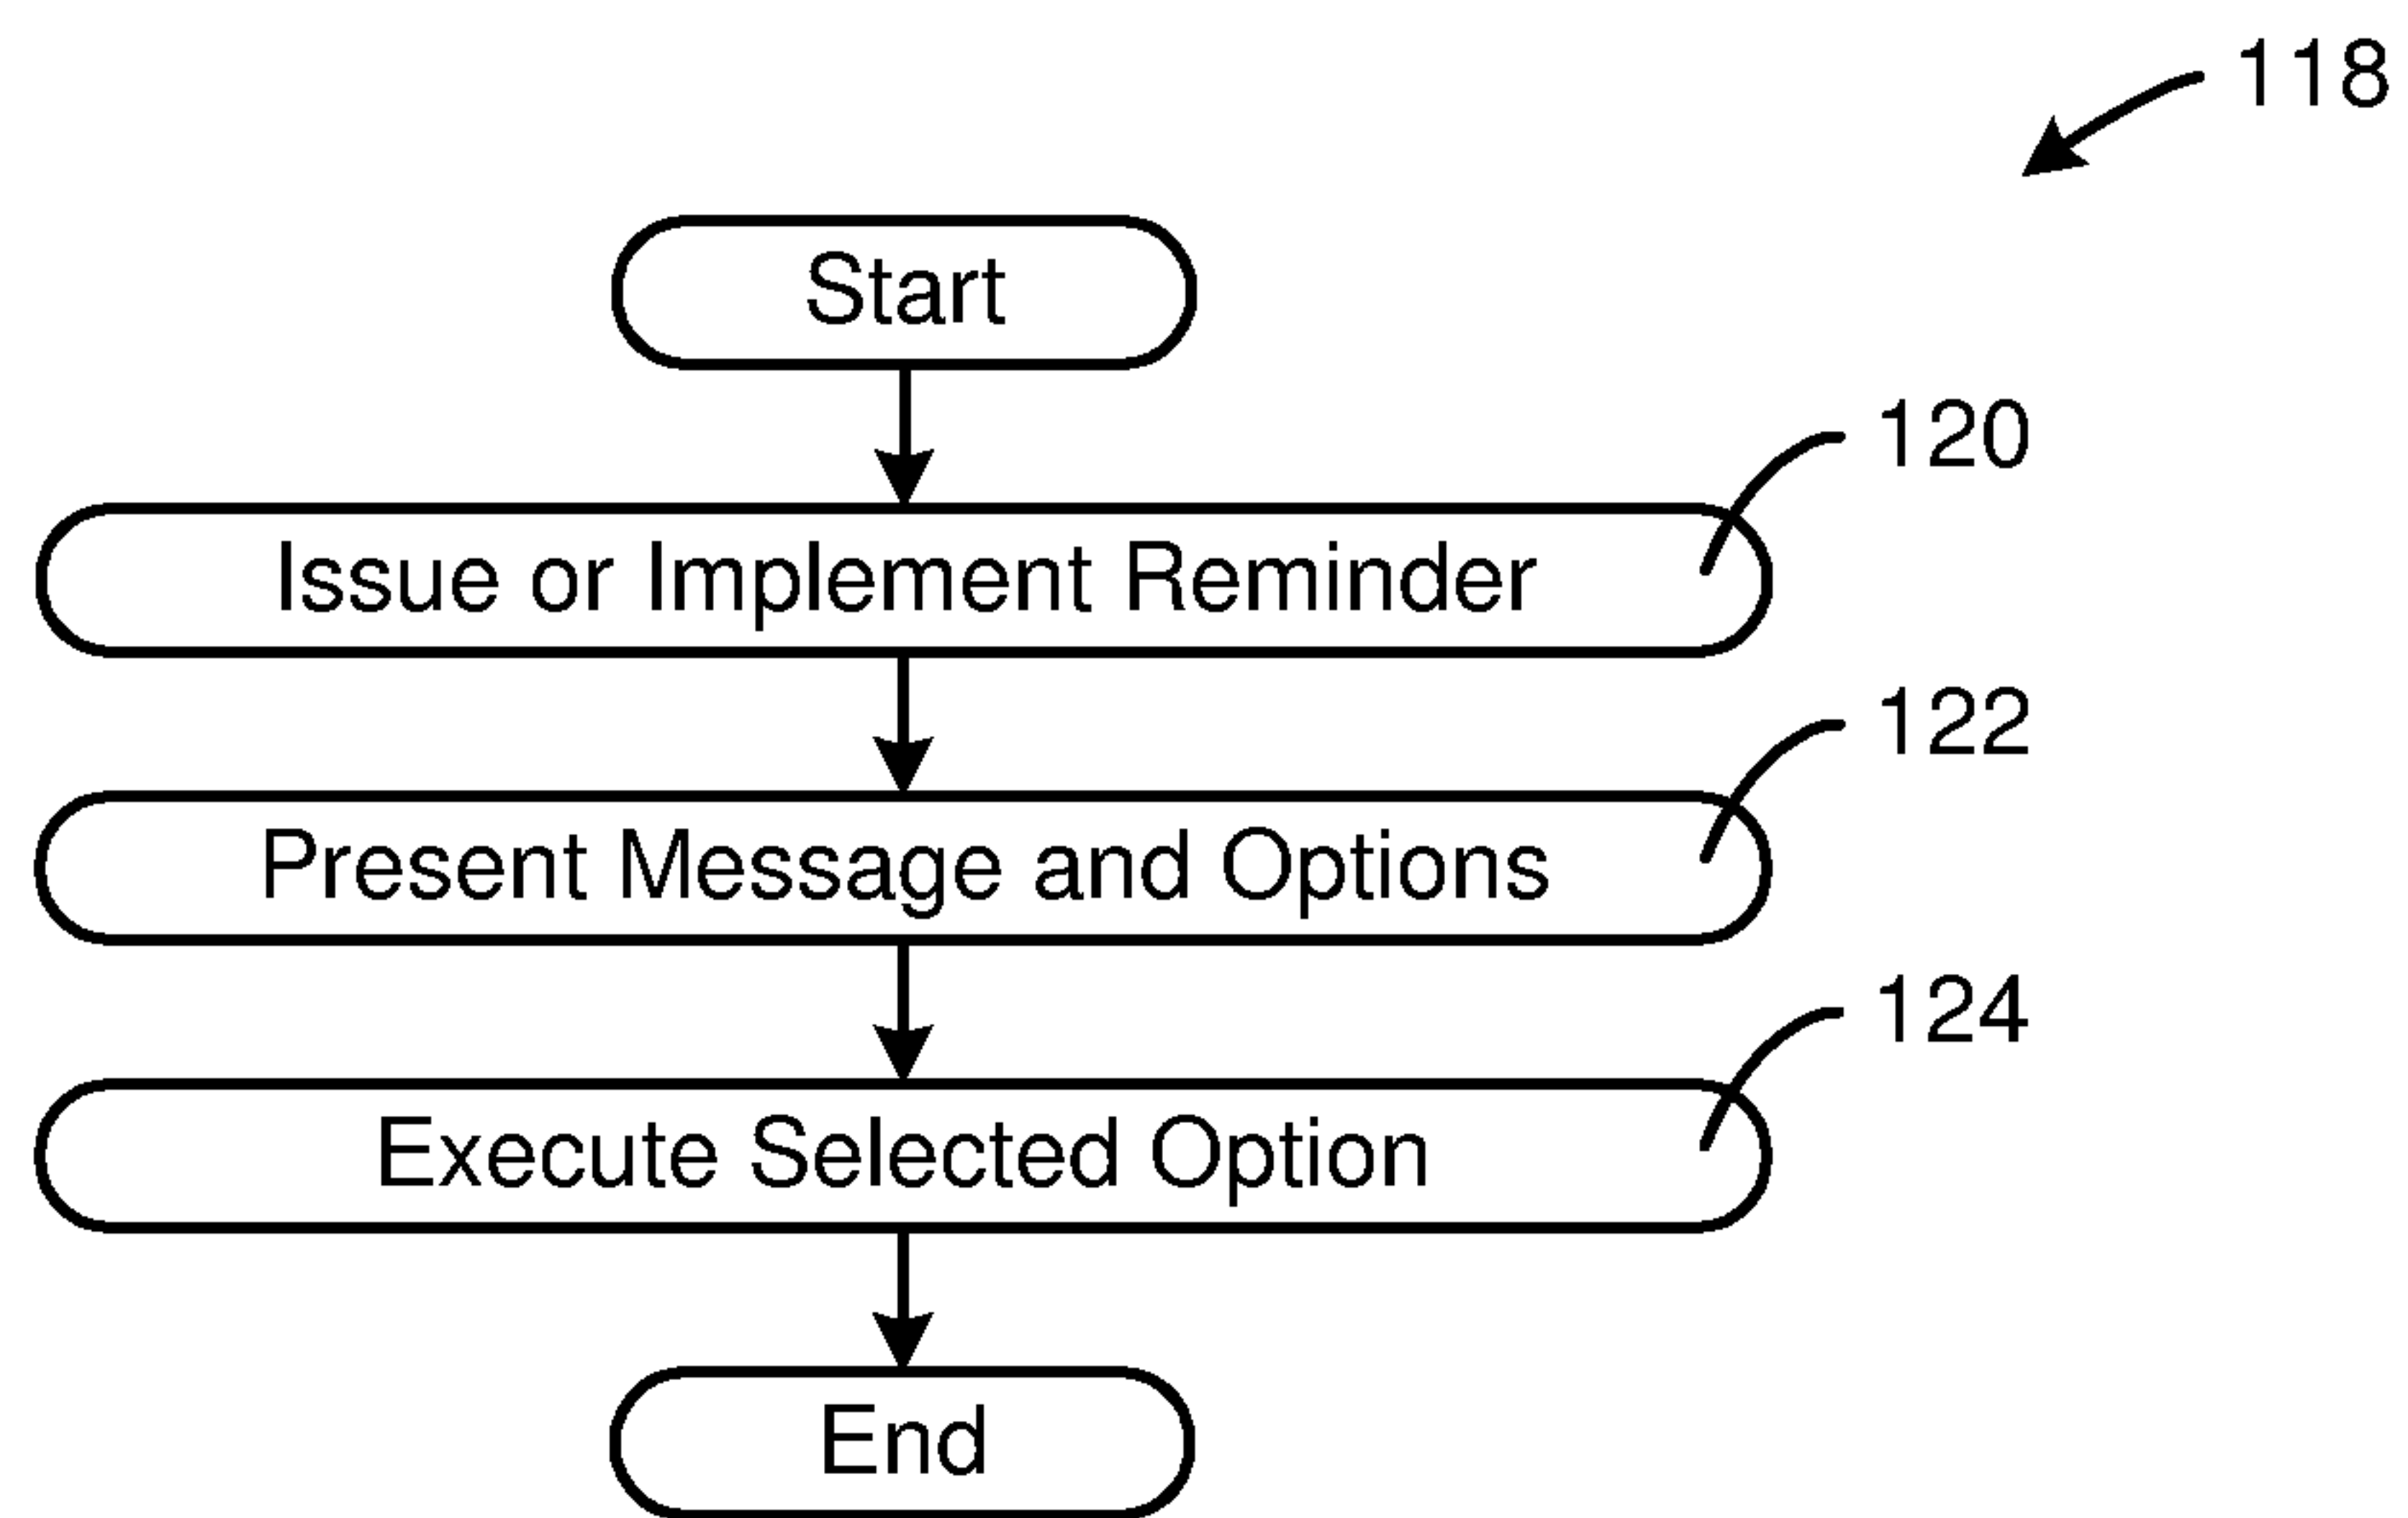 118
Start
120
Issue or Implement Reminder
122
Present Message and Options
124
Execute Selected Option
End